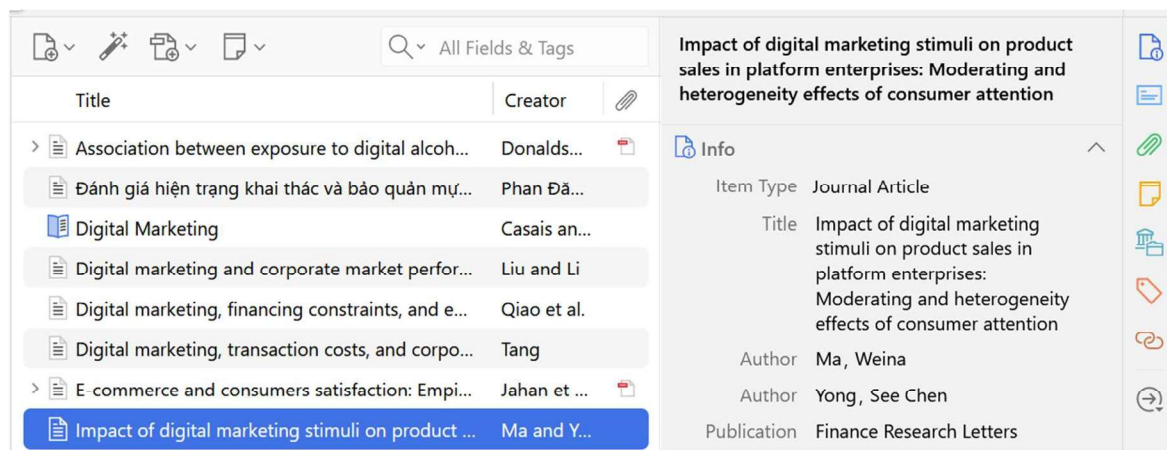 All Fields & Tags
Title Creator
Association between exposure to digital alcoh... Donalds...
Đánh giá hiện trạng khai thác và bảo quản mự... Phan Đă...
Digital Marketing Casais an...
Digital marketing and corporate market perfor... Liu and Li
Digital marketing, financing constraints, and e... Qiao et al.
Digital marketing, transaction costs, and corpo... Tang
E-commerce and consumers satisfaction: Empi... Jahan et ...
Impact of digital marketing stimuli on product ... Ma and Y...
Impact of digital marketing stimuli on product
sales in platform enterprises: Moderating and
heterogeneity effects of consumer attention
Info
Item Type Journal Article
Title Impact of digital marketing
stimuli on product sales in
platform enterprises:
Moderating and heterogeneity
effects of consumer attention
Author Ma, Weina
Author Yong, See Chen
Publication Finance Research Letters